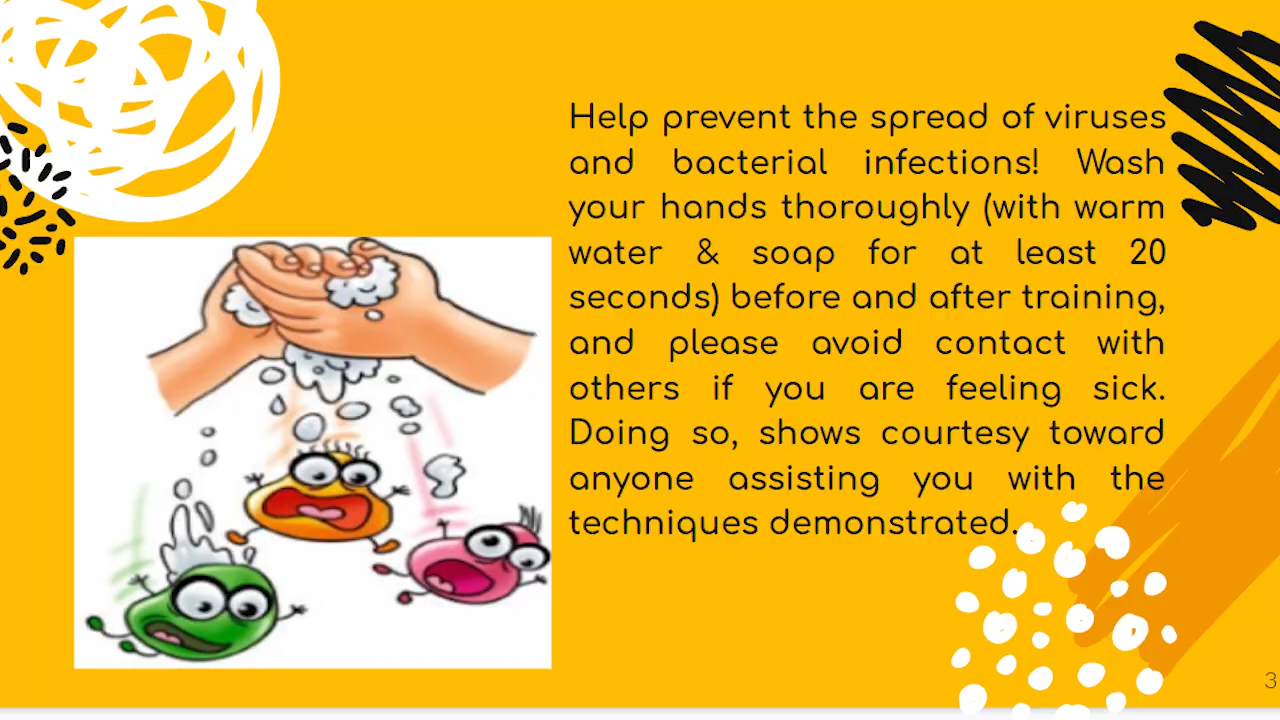 Help prevent the spread of viruses
and bacterial infections! Wash
your hands thoroughly (with warm
water & soap for at least 20
seconds) before and after training,
and please avoid contact with
others if you are feeling sick.
Doing so, shows courtesy toward
anyone assisting you with the
techniques demonstrated.
3